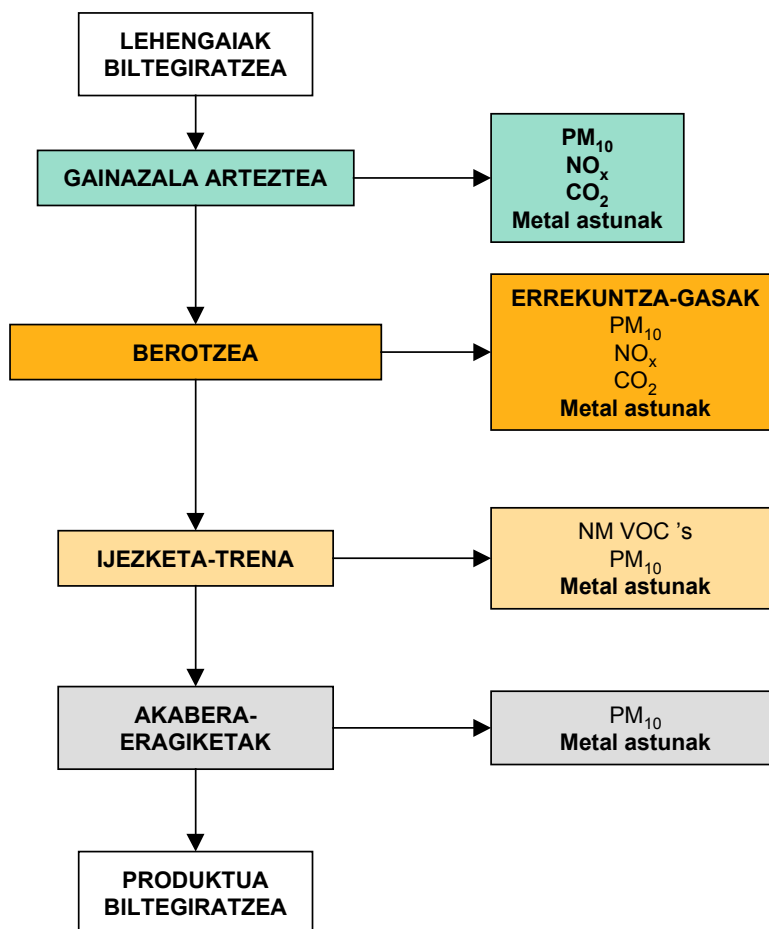 LEHENGAIAK
BILTEGIRATZEA
GAINAZALA ARTEZTEA
PM₁₀
NOₓ
CO₂
Metal astunak
BEROTZEA
ERREKUNTZA-GASAK
PM₁₀
NOₓ
CO₂
Metal astunak
IJEZKETA-TRENA
NM VOC ’s
PM₁₀
Metal astunak
AKABERA-
ERAGIKETAK
PM₁₀
Metal astunak
PRODUKTUA
BILTEGIRATZEA